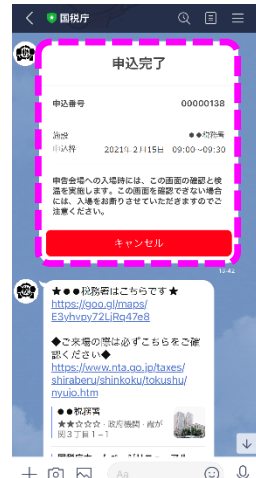 国税庁
申込完了
申込番号 00000138
施設 ●●税務署
申込枠 2021年2月15日 09:00~09:30
申告会場への入場時には、この画面の確認と検
温を実施します。この画面を確認できない場合
には、入場をお断りさせていただきますのでご
注意ください。
キャンセル
15:42
★●●税務署はこちらです★
https://goo.gl/maps/
E3yhvpy72LjRq47e8
◆ご来場の際は必ずこちらをご確
認ください◆
https://www.nta.go.jp/taxes/
shiraberu/shinkoku/tokushu/
nyujo.htm
●●税務署
★★☆☆☆・政府機関・霞が
関3丁目1−1
Aa